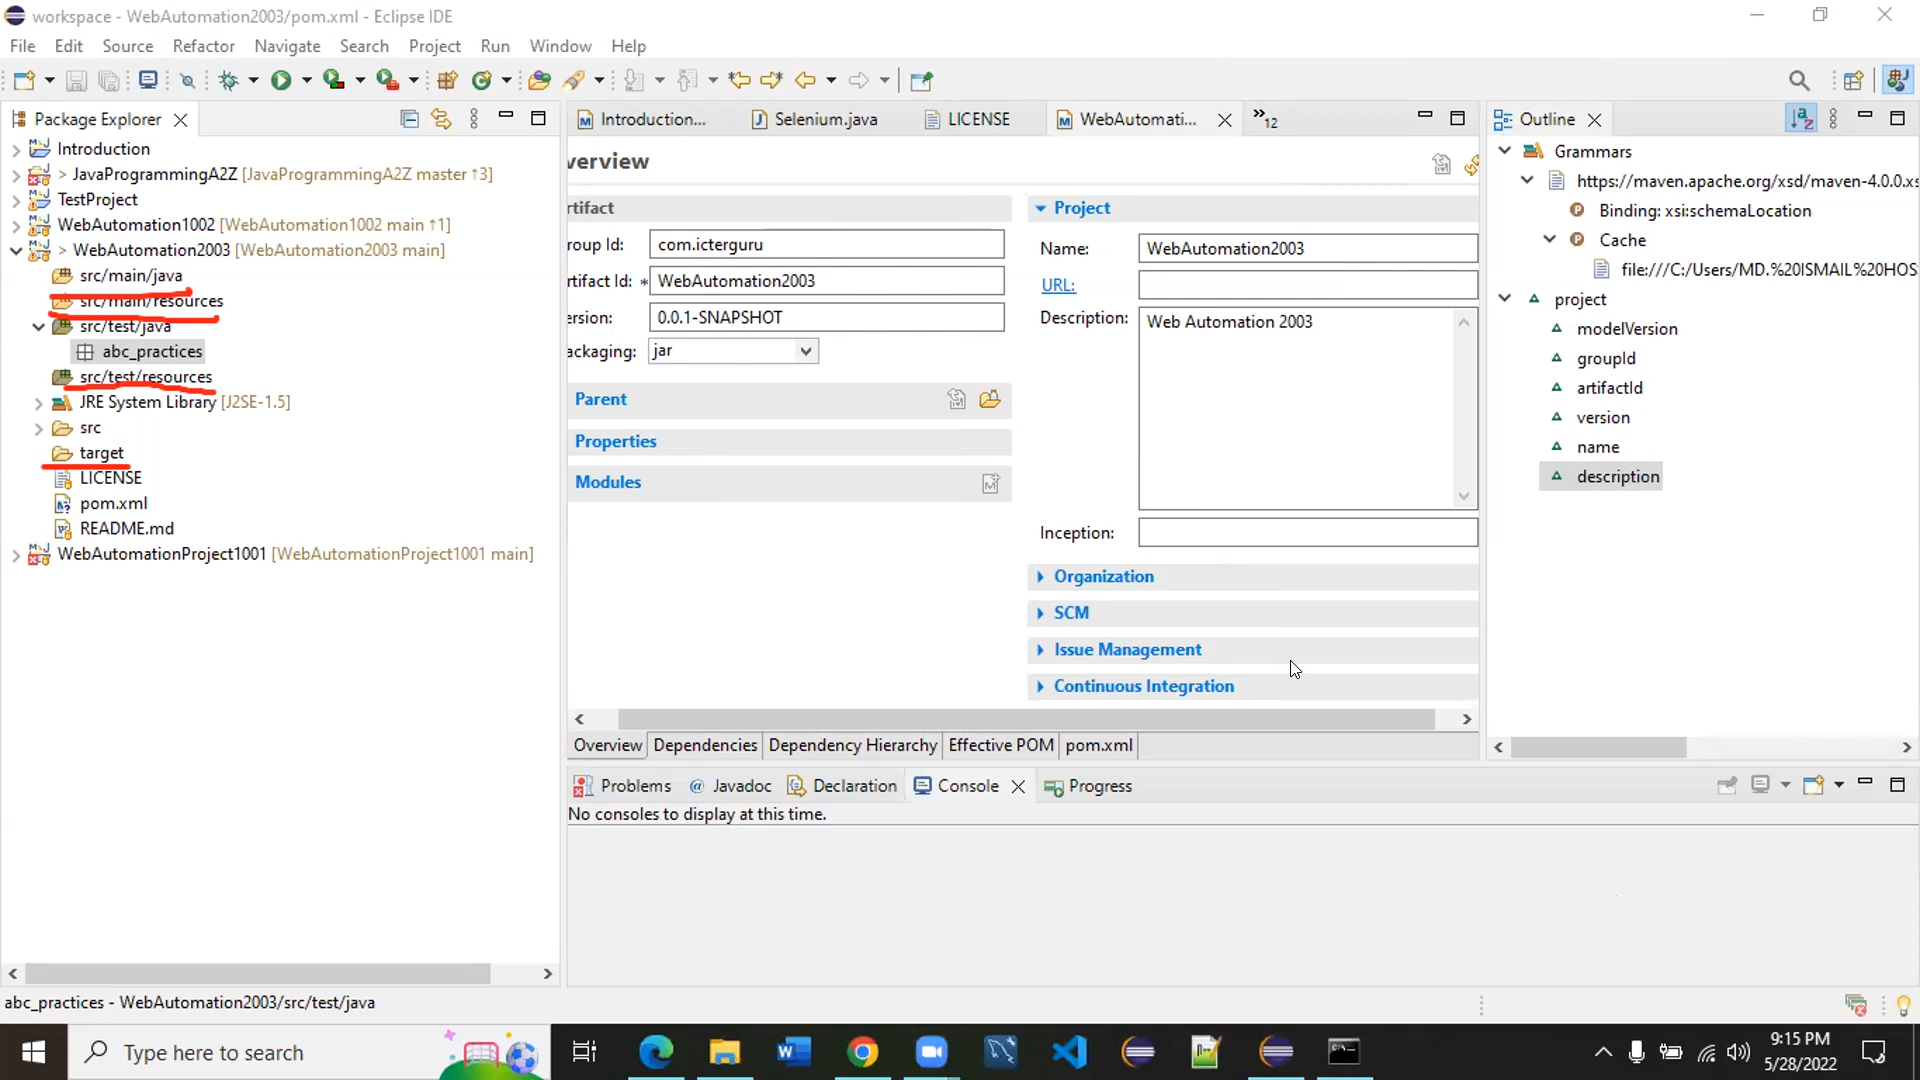 workspace - WebAutomation2003/pom.xml - Eclipse IDE
File Edit Source Refactor Navigate Search Project Run Window Help
Package Explorer
Introduction
> JavaProgrammingA2Z [JavaProgrammingA2Z master ↑3]
TestProject
WebAutomation1002 [WebAutomation1002 main ↑1]
> WebAutomation2003 [WebAutomation2003 main]
src/main/java
src/main/resources
src/test/java
abc_practices
src/test/resources
JRE System Library [J2SE-1.5]
src
target
LICENSE
pom.xml
README.md
WebAutomationProject1001 [WebAutomationProject1001 main]
Introduction... Selenium.java LICENSE WebAutomati... »12
verview
rtifact
roup Id: com.icterguru
rtifact Id: * WebAutomation2003
ersion: 0.0.1-SNAPSHOT
ackaging: jar
Parent
Properties
Modules
Project
Name: WebAutomation2003
URL:
Description: Web Automation 2003
Inception:
Organization
SCM
Issue Management
Continuous Integration
Overview Dependencies Dependency Hierarchy Effective POM pom.xml
Outline
Grammars
https://maven.apache.org/xsd/maven-4.0.0.xs
Binding: xsi:schemaLocation
Cache
file:///C:/Users/MD.%20ISMAIL%20HOS
project
modelVersion
groupId
artifactId
version
name
description
Problems @ Javadoc Declaration Console Progress
No consoles to display at this time.
abc_practices - WebAutomation2003/src/test/java
Type here to search
9:15 PM
5/28/2022